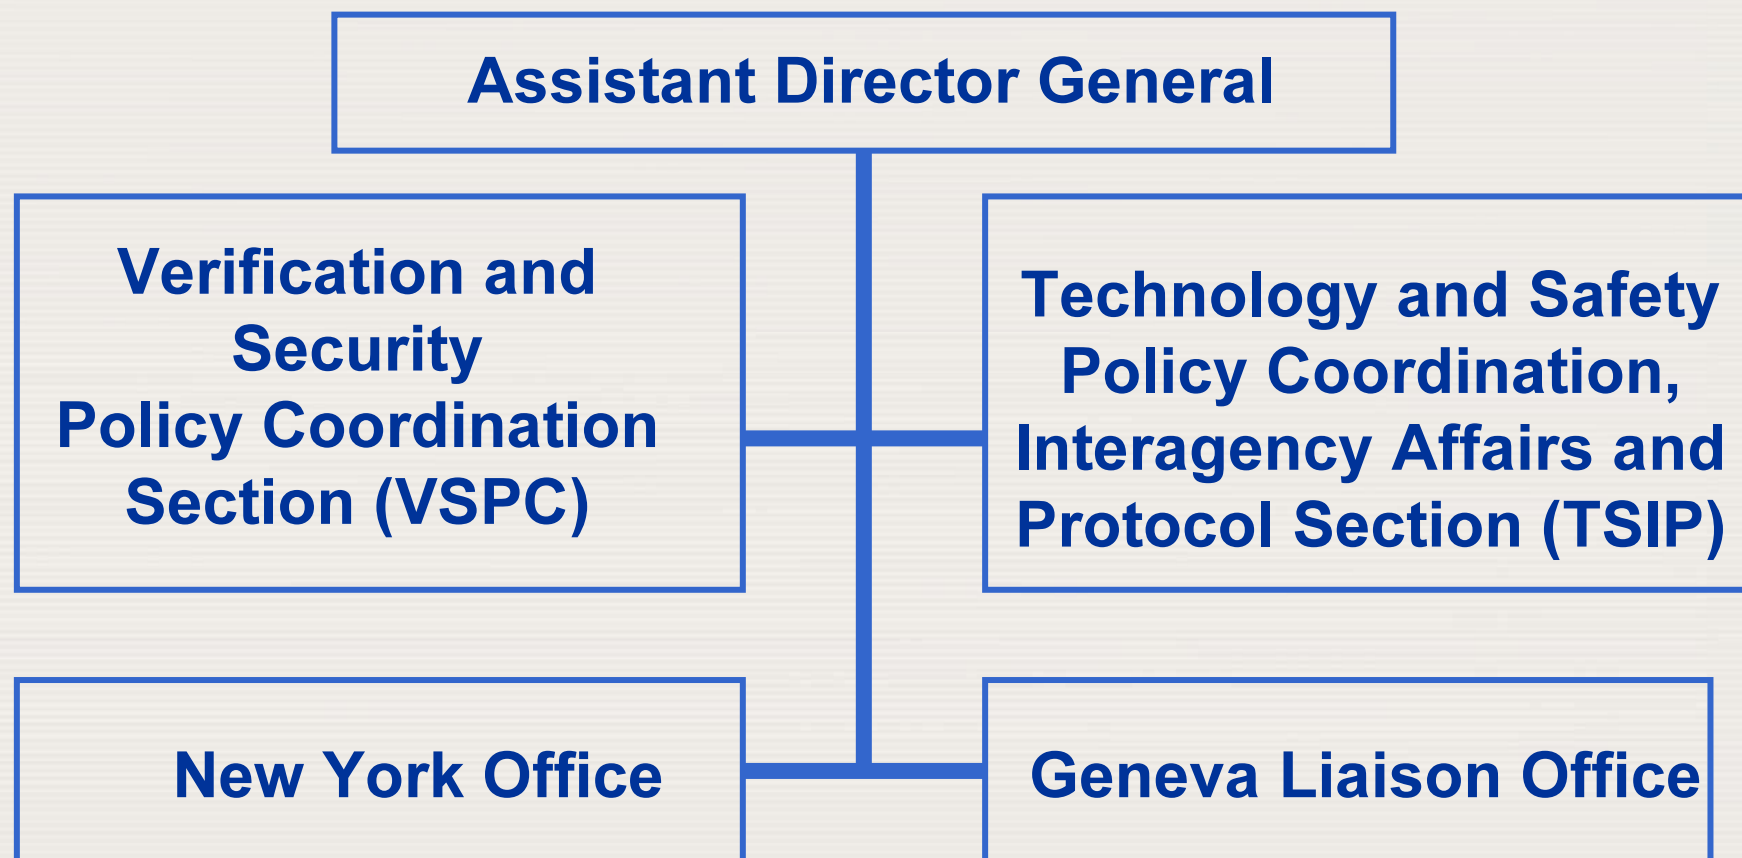 Assistant Director General
Verification and
Security
Policy Coordination
Section (VSPC)
Technology and Safety
Policy Coordination,
Interagency Affairs and
Protocol Section (TSIP)
New York Office
Geneva Liaison Office